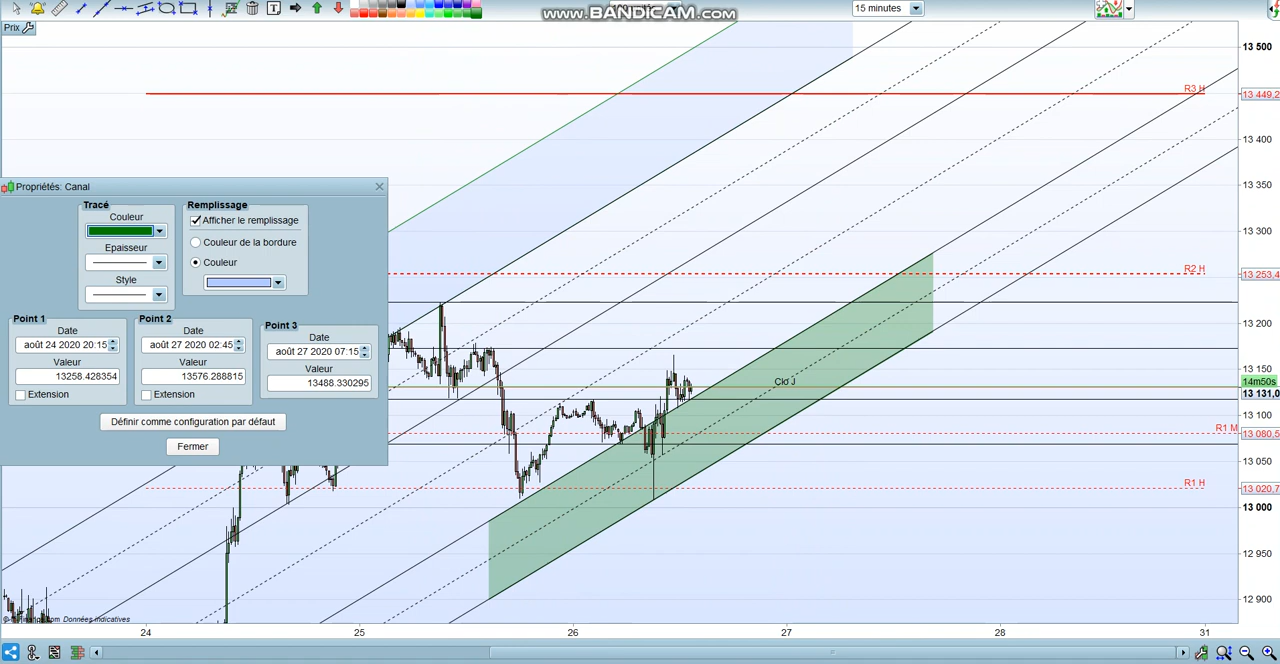 www.BANDICAM.com
15 minutes
Prix
13 500
R3 H
13 449,2
13 400
13 350
13 300
R2 H
13 253,4
13 200
13 150
14m50s
13 131,0
Clo J
13 100
R1 M
13 080,5
13 050
R1 H
13 020,7
13 000
12 950
12 900
Propriétés: Canal
Tracé
Couleur
Epaisseur
Style
Remplissage
Afficher le remplissage
Couleur de la bordure
Couleur
Point 1
Date
août 24 2020 20:15
Valeur
13258.428354
Extension
Point 2
Date
août 27 2020 02:45
Valeur
13576.288815
Extension
Point 3
Date
août 27 2020 07:15
Valeur
13488.330295
Définir comme configuration par défaut
Fermer
Données indicatives
24
25
26
27
28
31